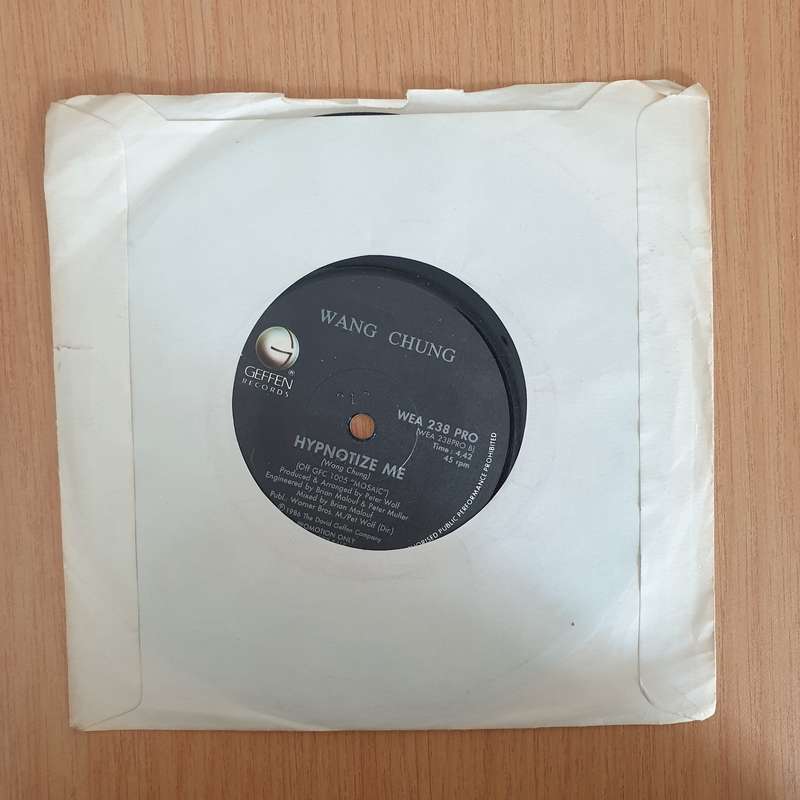 WANG CHUNG
G
®
GEFFEN
RECORDS
WEA 238 PRO
(WEA 238PRO B)
Time : 4,42
45 rpm
HYPNOTIZE ME
(Wang Chung)
(Off GFC 1005 "MOSAIC")
Produced & Arranged by Peter Wolf
Engineered by Brian Malouf & Peter Muller
Mixed by Brian Malouf
Publ.: Warner Bros. M./Pet Wolf (Dir.)
℗ 1986 The David Geffen Company
ONLY
PUBLIC PERFORMANCE PROHIBITED